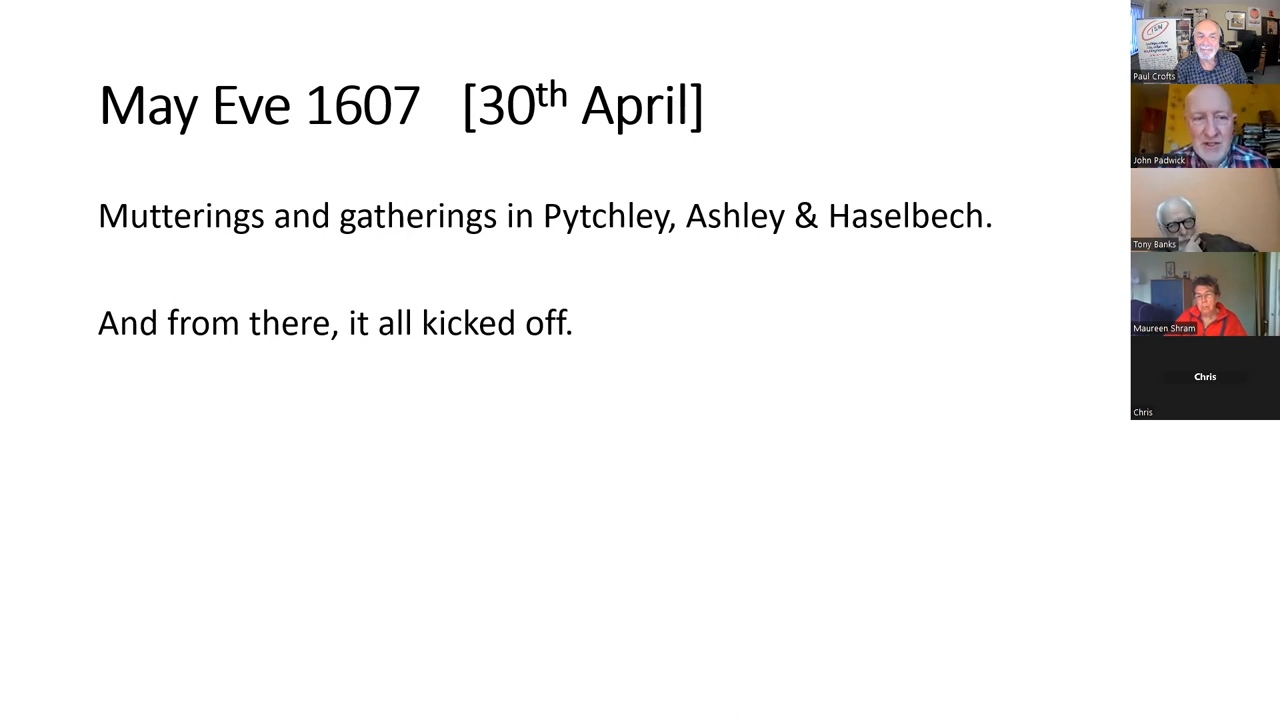 May Eve 1607 [30th April]
Mutterings and gatherings in Pytchley, Ashley & Haselbech.
And from there, it all kicked off.
Paul Crofts
John Padwick
Tony Banks
Maureen Shram
Chris
Chris